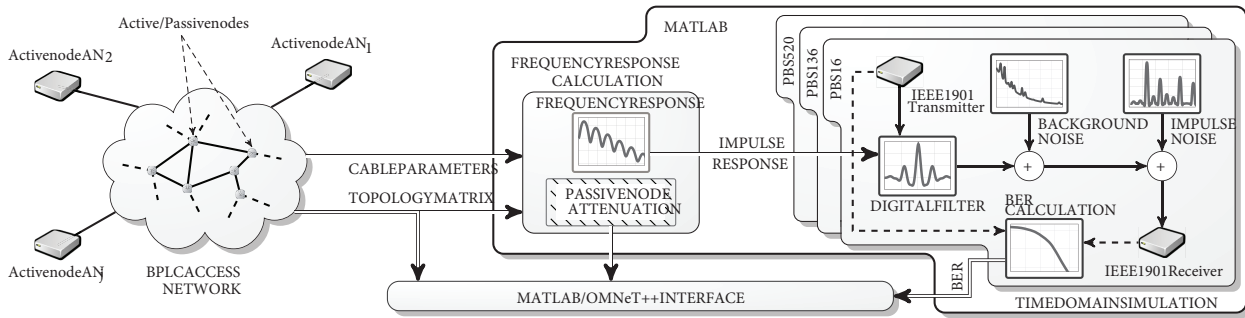 Active/Passivenodes
ActivenodeAN2
ActivenodeAN1
ActivenodeANj
BPLCACCESS
NETWORK
CABLEPARAMETERS
TOPOLOGYMATRIX
MATLAB
FREQUENCYRESPONSE
CALCULATION
FREQUENCYRESPONSE
PASSIVENODE
ATTENUATION
IMPULSE
RESPONSE
PBS520
PBS136
PBS16
IEEE1901
Transmitter
BACKGROUND
NOISE
IMPULSE
NOISE
+
+
DIGITALFILTER
BER
CALCULATION
IEEE1901Receiver
BER
MATLAB/OMNeT++INTERFACE
TIMEDOMAINSIMULATION